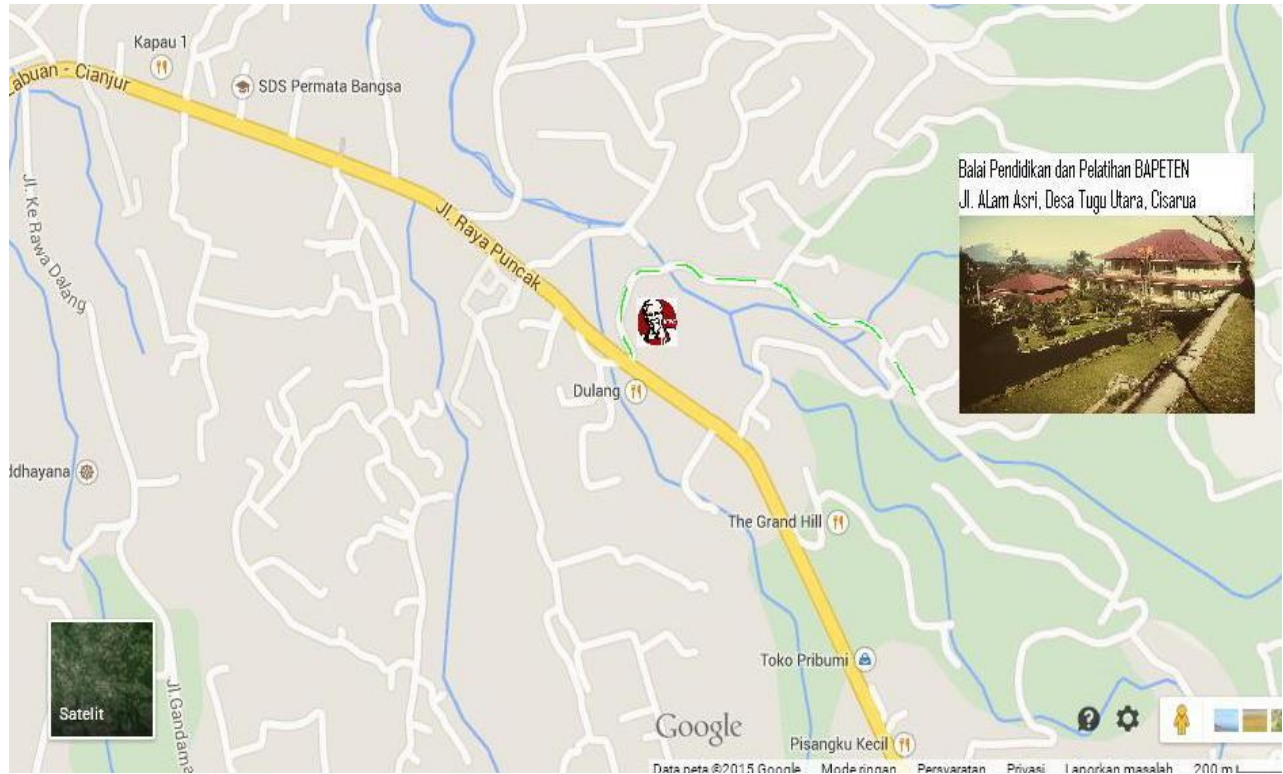 Kapau 1
Labuan - Cianjur
SDS Permata Bangsa
Balai Pendidikan dan Pelatihan BAPETEN
Jl. ALam Asri, Desa Tugu Utara, Cisarua
Jl. Ke Rawa Dalang
Jl. Raya Puncak
Dulang
ddhayana
The Grand Hill
Toko Pribumi
Satelit
Jl.Gandama
Google
Pisangku Kecil
Data peta ©2015 Google Mode ringan Persyaratan Privasi Laporkan masalah 200 m